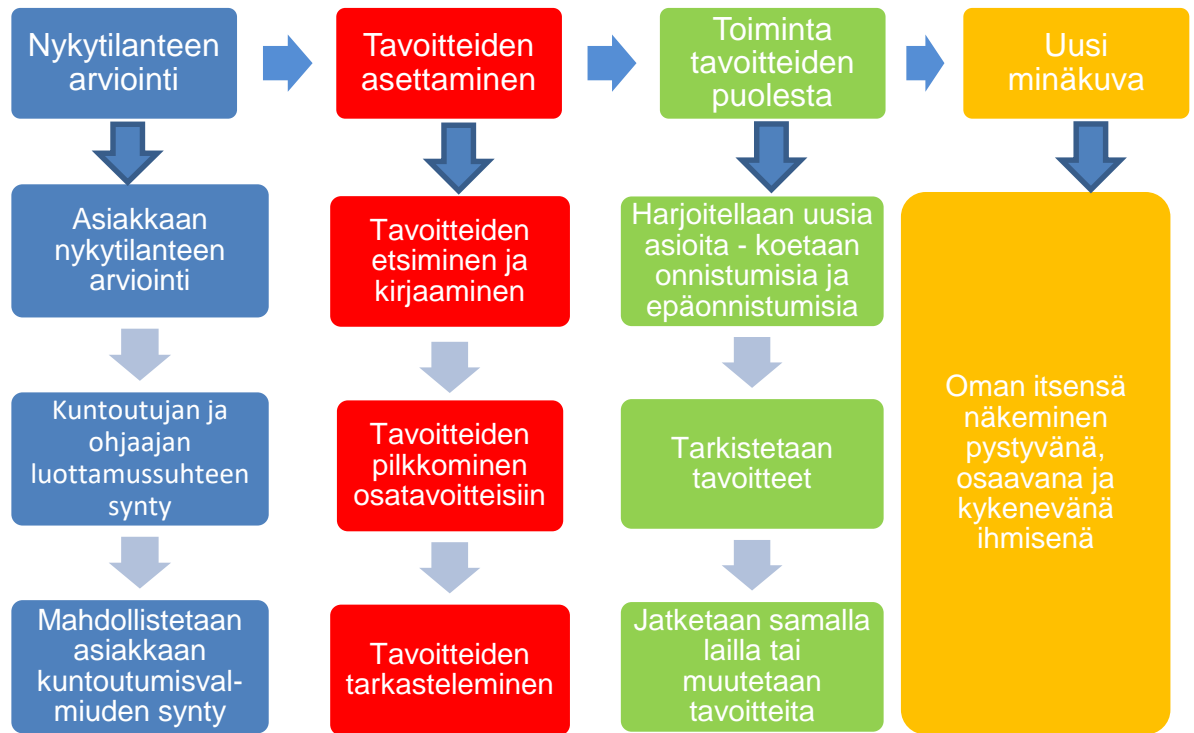 Nykytilanteen
arviointi
Tavoitteiden
asettaminen
Toiminta
tavoitteiden
puolesta
Uusi
minäkuva
Asiakkaan
nykytilanteen
arviointi
Kuntoutujan ja
ohjaajan
luottamussuhteen
synty
Mahdollistetaan
asiakkaan
kuntoutumisval-
miuden synty
Tavoitteiden
etsiminen ja
kirjaaminen
Tavoitteiden
pilkkominen
osatavoitteisiin
Tavoitteiden
tarkasteleminen
Harjoitellaan uusia
asioita - koetaan
onnistumisia ja
epäonnistumisia
Tarkistetaan
tavoitteet
Jatketaan samalla
lailla tai
muutetaan
tavoitteita
Oman itsensä
näkeminen
pystyvänä,
osaavana ja
kykenevänä
ihmisenä